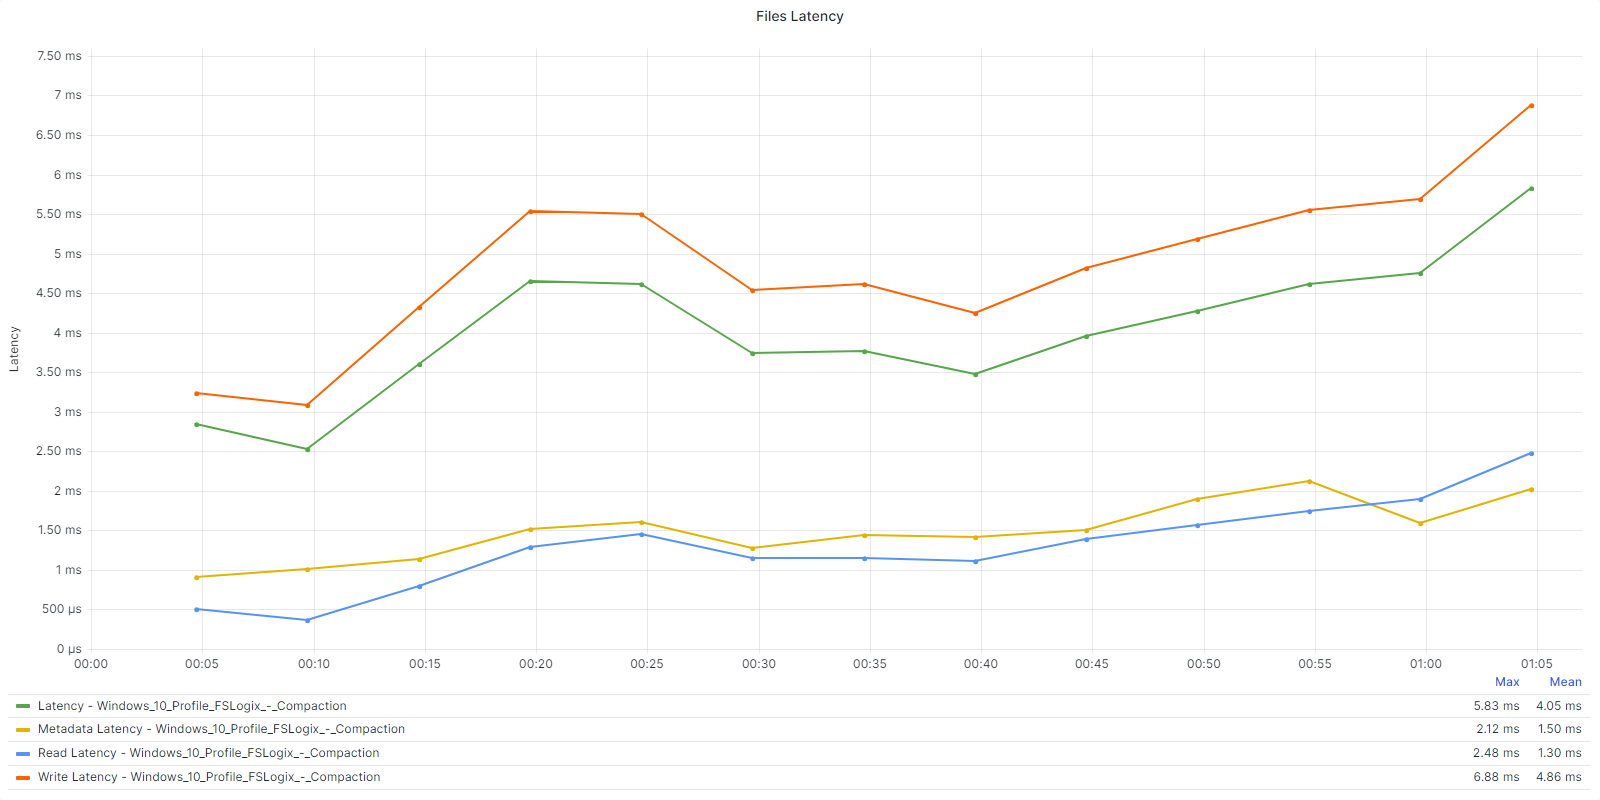 Files Latency
7.50 ms
7 ms
6.50 ms
6 ms
5.50 ms
5 ms
4.50 ms
4 ms
3.50 ms
3 ms
2.50 ms
2 ms
1.50 ms
1 ms
500 µs
0 µs
Latency
00:00 00:05 00:10 00:15 00:20 00:25 00:30 00:35 00:40 00:45 00:50 00:55 01:00 01:05
Max Mean
Latency - Windows_10_Profile_FSLogix_-_Compaction 5.83 ms 4.05 ms
Metadata Latency - Windows_10_Profile_FSLogix_-_Compaction 2.12 ms 1.50 ms
Read Latency - Windows_10_Profile_FSLogix_-_Compaction 2.48 ms 1.30 ms
Write Latency - Windows_10_Profile_FSLogix_-_Compaction 6.88 ms 4.86 ms